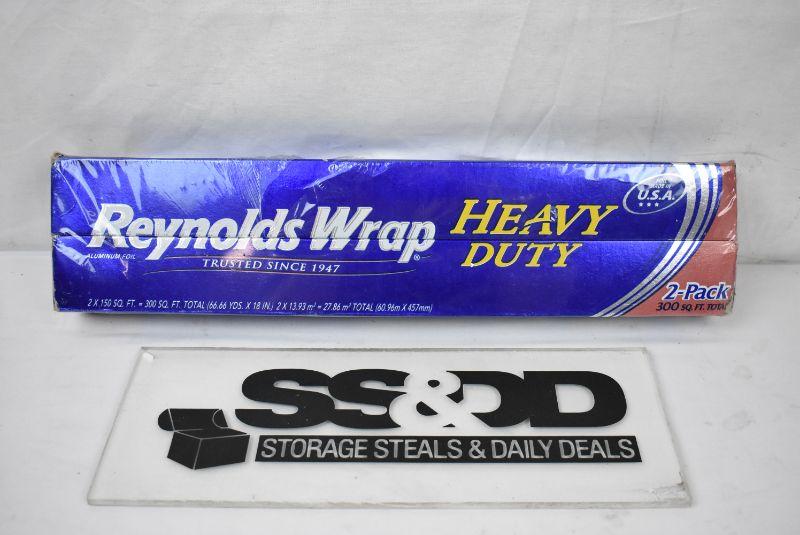 Reynolds Wrap®
ALUMINUM FOIL
TRUSTED SINCE 1947
HEAVY
DUTY
MADE IN
U.S.A.
2 X 150 SQ. FT. = 300 SQ. FT. TOTAL (66.66 YDS. X 18 IN.) 2 X 13.93 m² = 27.86 m² TOTAL (60.96m X 457mm)
2-Pack
300 SQ. FT. TOTAL
SS&DD
STORAGE STEALS & DAILY DEALS